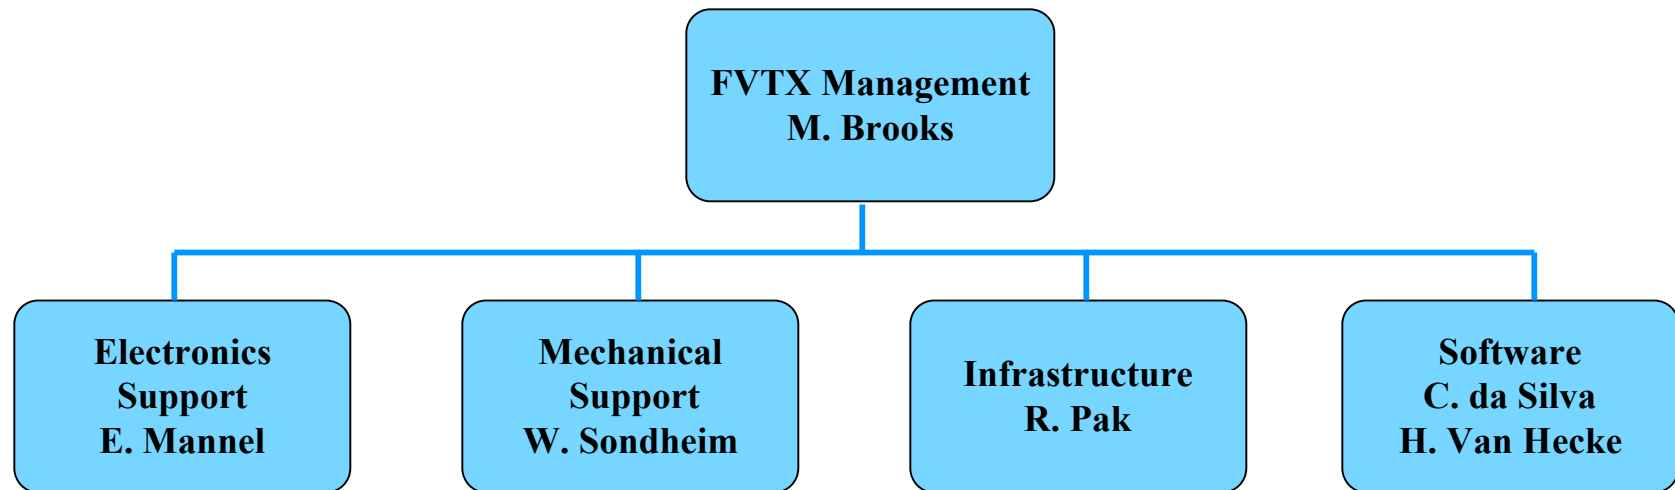 FVTX Management
M. Brooks
Electronics
Support
E. Mannel
Mechanical
Support
W. Sondheim
Infrastructure
R. Pak
Software
C. da Silva
H. Van Hecke